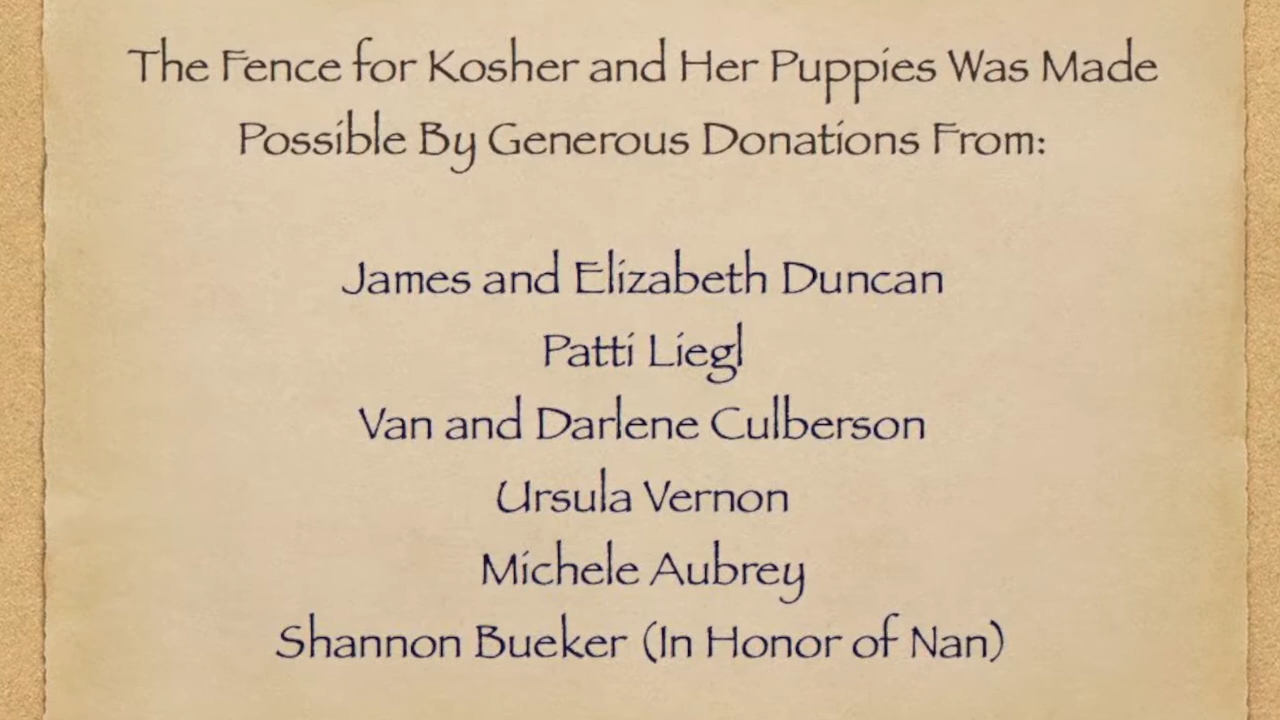 The Fence for Kosher and Her Puppies Was Made
Possible By Generous Donations From:
James and Elizabeth Duncan
Patti Liegl
Van and Darlene Culberson
Ursula Vernon
Michele Aubrey
Shannon Bueker (In Honor of Nan)